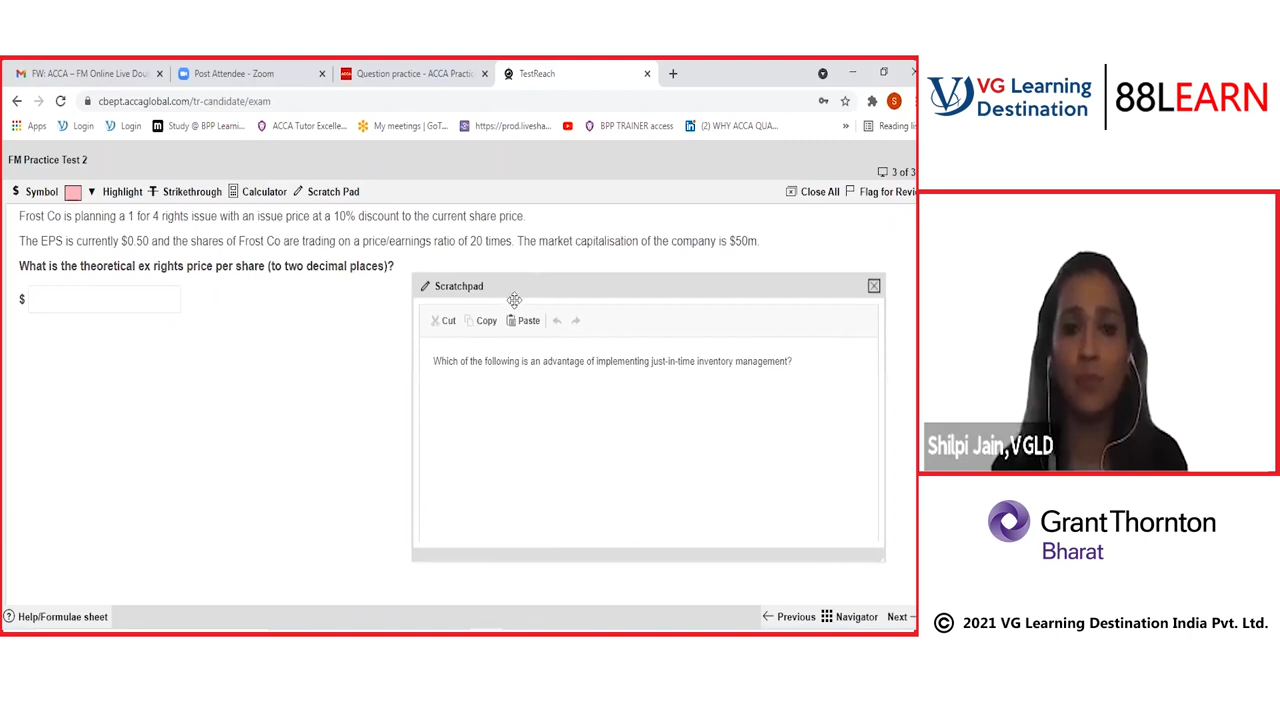 FW: ACCA – FM Online Live Dou
Post Attendee - Zoom
Question practice - ACCA Practic
TestReach
cbept.accaglobal.com/tr-candidate/exam
S
Apps
Login
Login
Study @ BPP Learni...
ACCA Tutor Excelle...
My meetings | GoT...
https://prod.livesha...
BPP TRAINER access
(2) WHY ACCA QUA...
»
Reading lis
FM Practice Test 2
3 of 3
$ Symbol
Highlight
Strikethrough
Calculator
Scratch Pad
Close All
Flag for Revie
Frost Co is planning a 1 for 4 rights issue with an issue price at a 10% discount to the current share price.
The EPS is currently $0.50 and the shares of Frost Co are trading on a price/earnings ratio of 20 times. The market capitalisation of the company is $50m.
What is the theoretical ex rights price per share (to two decimal places)?
$
Scratchpad
Cut
Copy
Paste
Which of the following is an advantage of implementing just-in-time inventory management?
Help/Formulae sheet
Previous
Navigator
Next
VG Learning
Destination
88LEARN
Shilpi Jain,VGLD
Grant Thornton
Bharat
© 2021 VG Learning Destination India Pvt. Ltd.